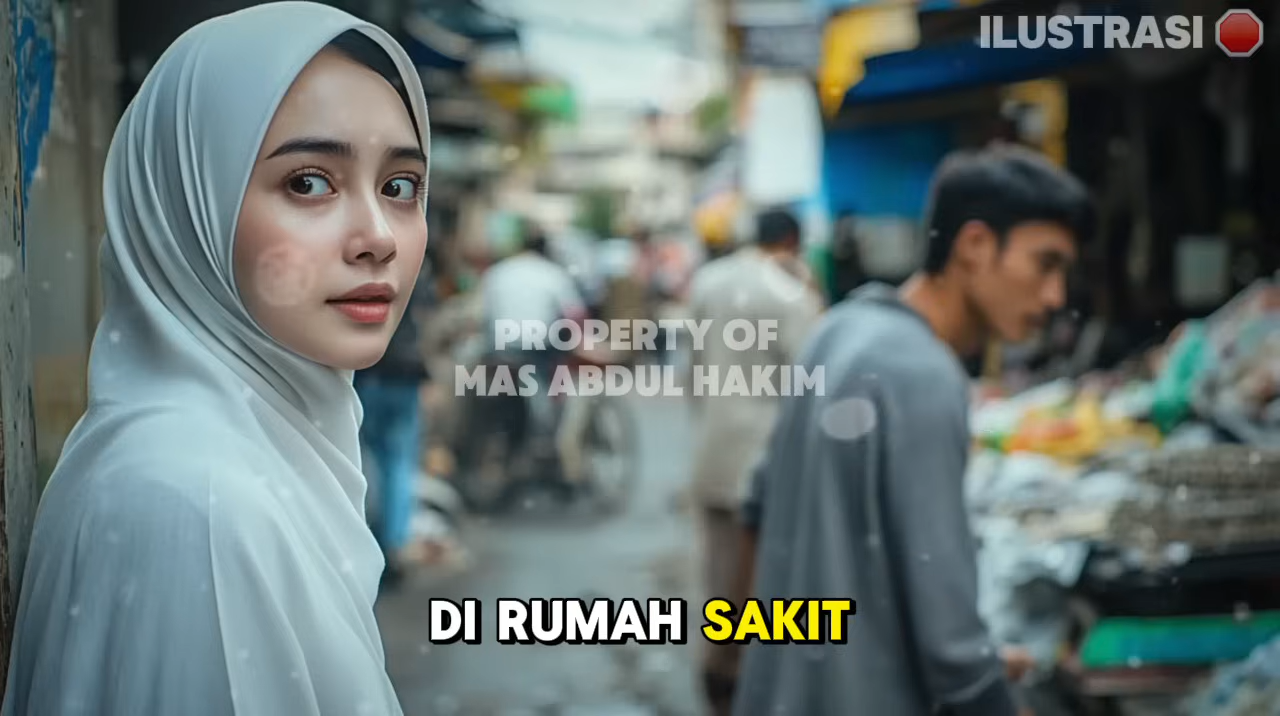 ILUSTRASI
PROPERTY OF
MAS ABDUL HAKIM
DI RUMAH SAKIT